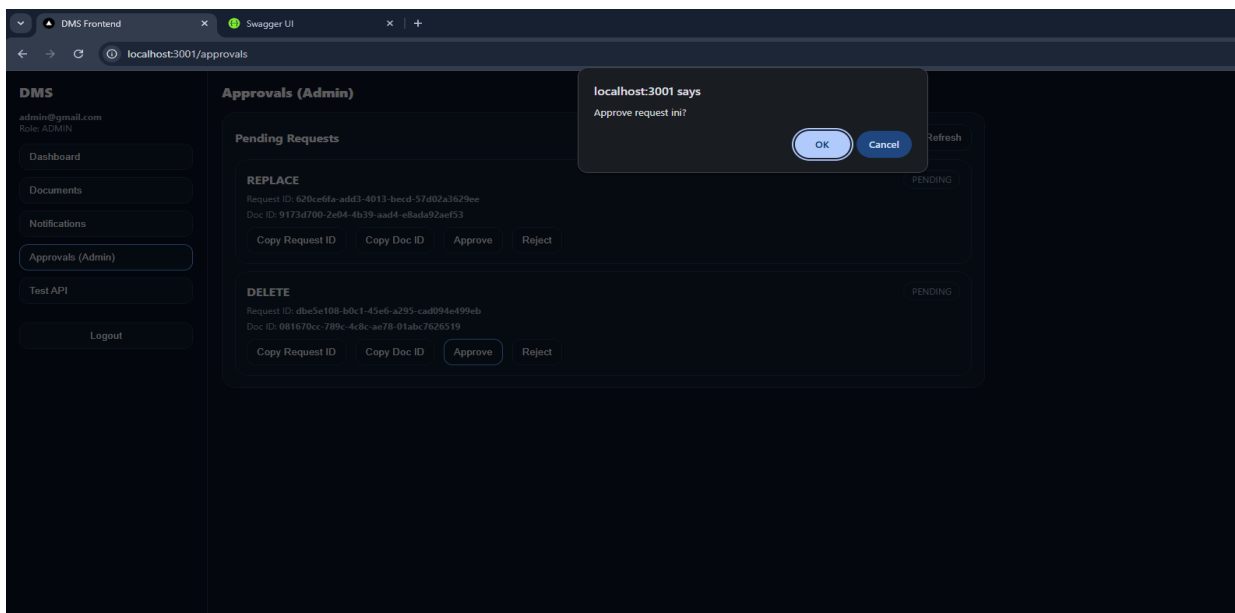 DMS Frontend
Swagger UI
localhost:3001/approvals
DMS
admin@gmail.com
Role: ADMIN
Dashboard
Documents
Notifications
Approvals (Admin)
Test API
Logout
Approvals (Admin)
localhost:3001 says
Approve request ini?
OK Cancel
Pending Requests
Refresh
REPLACE
PENDING
Request ID: 620ce6fa-add3-4013-becd-57d02a3629ee
Doc ID: 9173d700-2e04-4b39-aad4-e8ada92aef53
Copy Request ID Copy Doc ID Approve Reject
DELETE
PENDING
Request ID: dbe5e108-b0c1-45e6-a295-cad094e499eb
Doc ID: 081670cc-789c-4c8c-ae78-01abc7626519
Copy Request ID Copy Doc ID Approve Reject